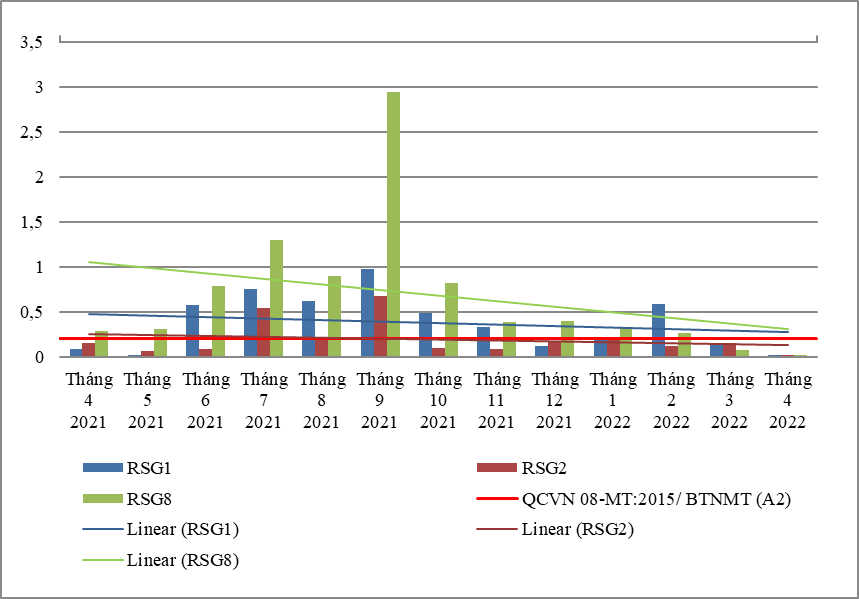 3,5
3
2,5
2
1,5
1
0.5
0
Tháng 4 2021
Tháng 5 2021
Tháng 6 2021
Tháng 7 2021
Tháng 8 2021
Tháng 9 2021
Tháng 10 2021
Tháng 11 2021
Tháng 12 2021
Tháng 1 2022
Tháng 2 2022
Tháng 3 2022
Tháng 4 2022
RSG1
RSG2
RSG8
QCVN 08-MT:2015/ BTNMT (A2)
Linear (RSG1)
Linear (RSG2)
Linear (RSG8)